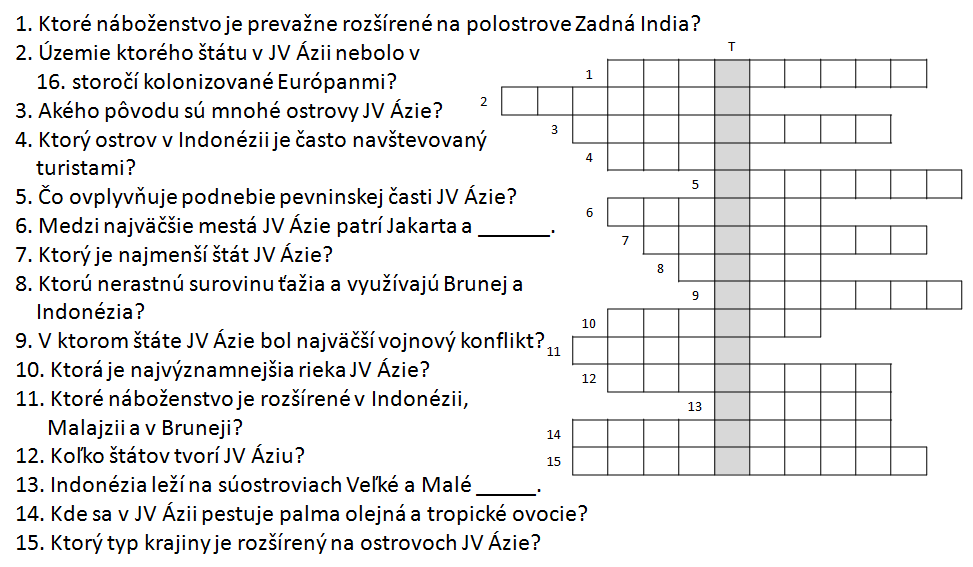 1. Ktoré náboženstvo je prevažne rozšírené na polostrove Zadná India?
2. Územie ktorého štátu v JV Ázii nebolo v
16. storočí kolonizované Európanmi?
3. Akého pôvodu sú mnohé ostrovy JV Ázie?
4. Ktorý ostrov v Indonézii je často navštevovaný
turistami?
5. Čo ovplyvňuje podnebie pevninskej časti JV Ázie?
6. Medzi najväčšie mestá JV Ázie patrí Jakarta a ______.
7. Ktorý je najmenší štát JV Ázie?
8. Ktorú nerastnú surovinu ťažia a využívajú Brunej a
Indonézia?
9. V ktorom štáte JV Ázie bol najväčší vojnový konflikt?
10. Ktorá je najvýznamnejšia rieka JV Ázie?
11. Ktoré náboženstvo je rozšírené v Indonézii,
Malajzii a v Bruneji?
12. Koľko štátov tvorí JV Áziu?
13. Indonézia leží na súostroviach Veľké a Malé _____.
14. Kde sa v JV Ázii pestuje palma olejná a tropické ovocie?
15. Ktorý typ krajiny je rozšírený na ostrovoch JV Ázie?
T
1
2
3
4
5
6
7
8
9
10
11
12
13
14
15